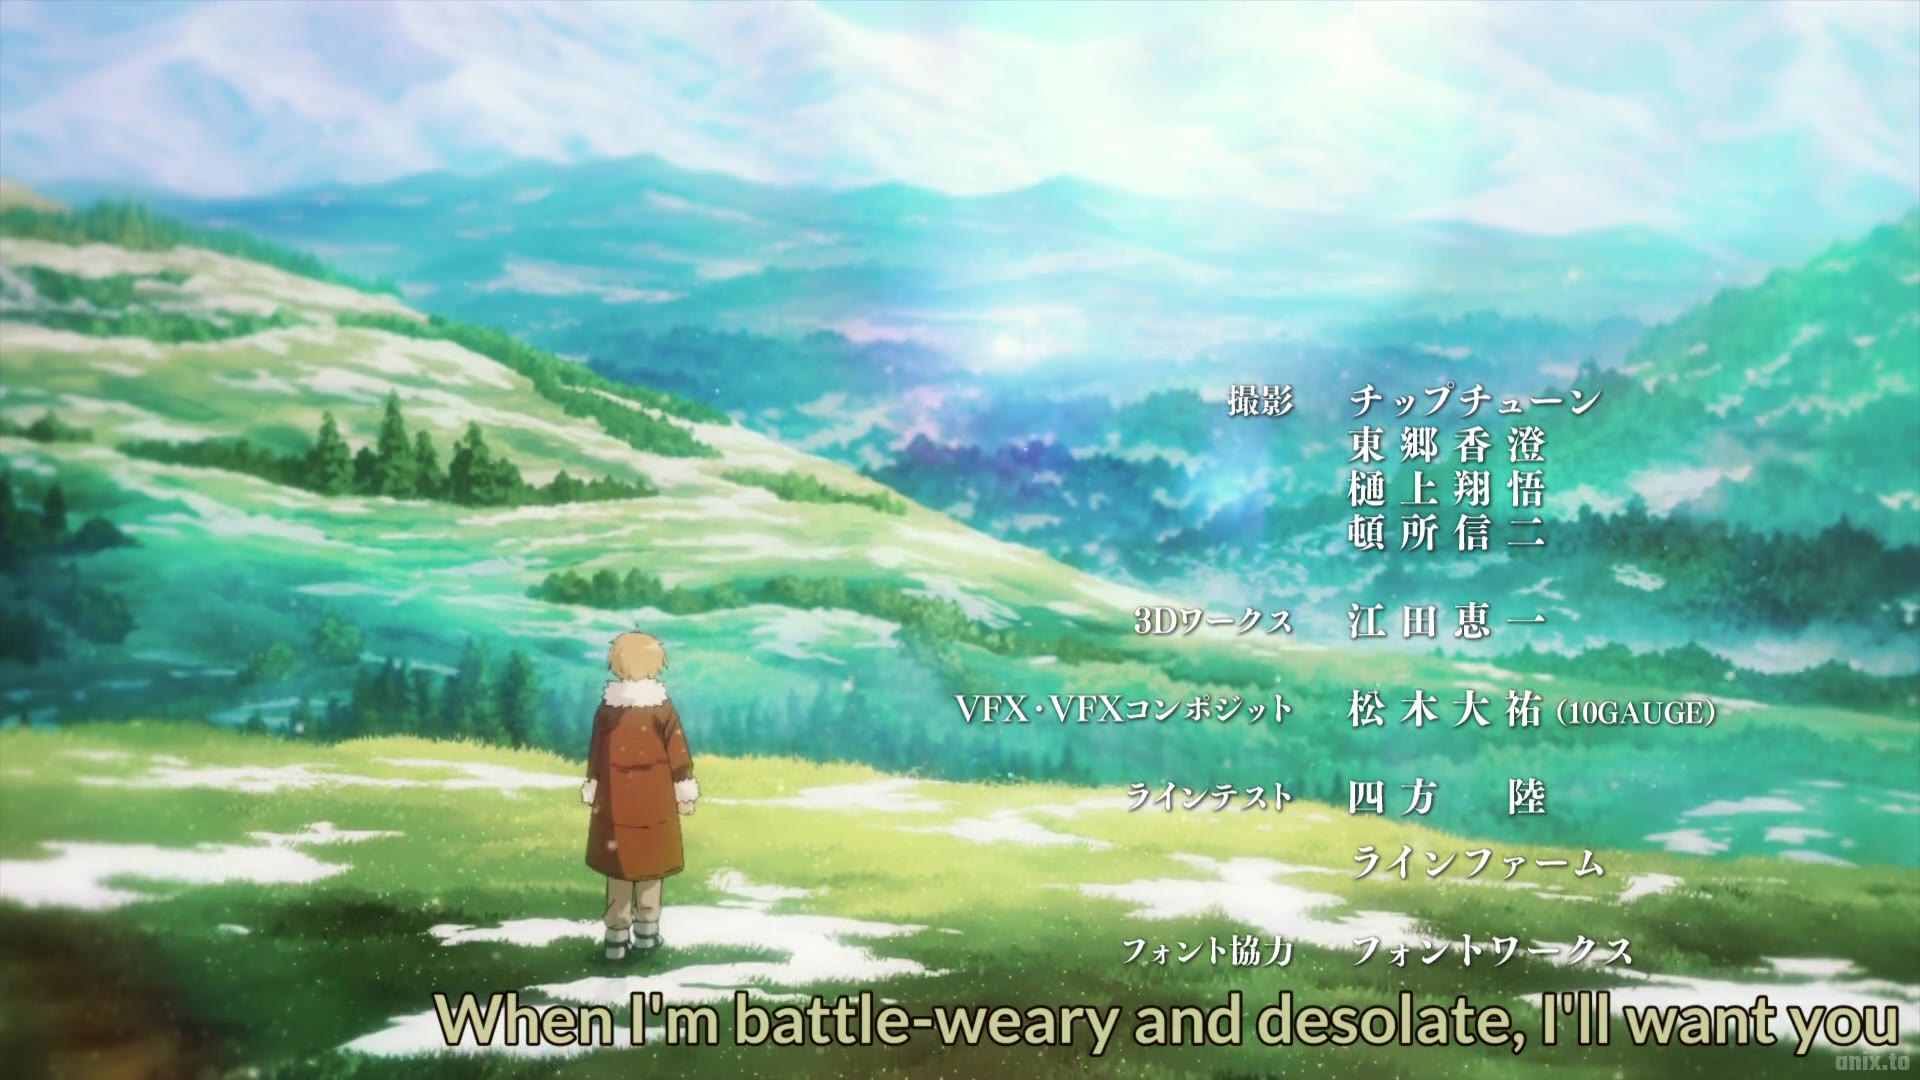 撮影 チップチューン
東郷香澄
樋上翔悟
頓所信二
3Dワークス 江田恵一
VFX・VFXコンポジット 松木大祐(10GAUGE)
ラインテスト 四方 陸
ラインファーム
フォント協力 フォントワークス
When I'm battle-weary and desolate, I'll want you
anix.to